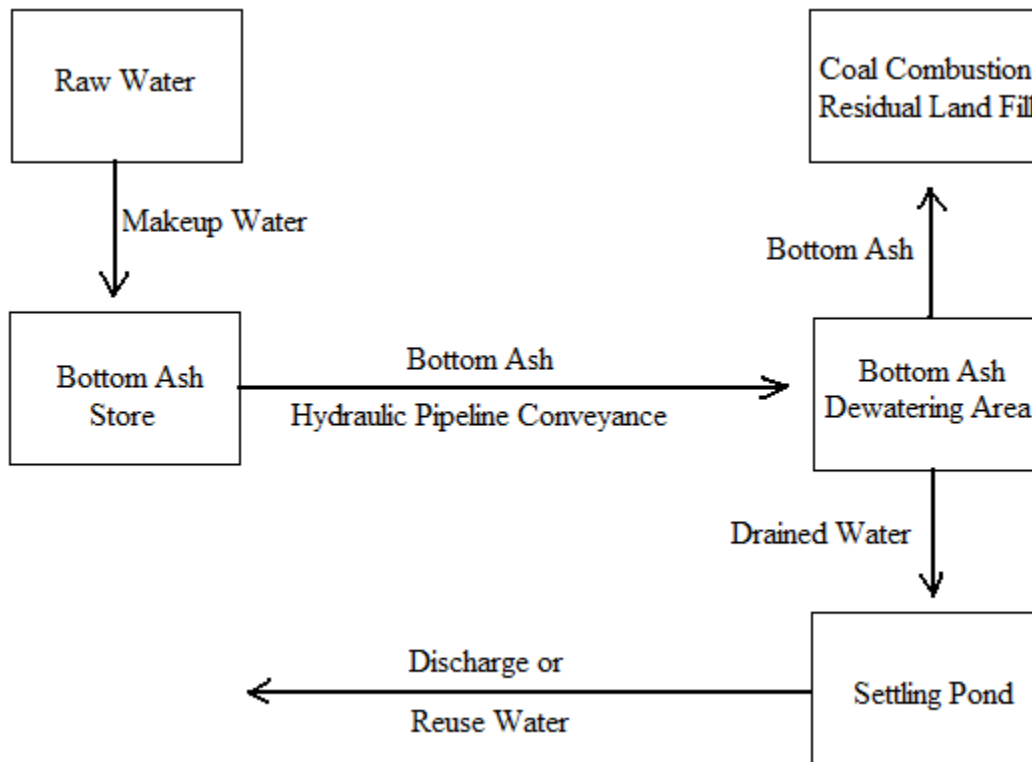 Raw Water
Coal Combustion
Residual Land Fill
Makeup Water
Bottom Ash
Bottom Ash
Store
Bottom Ash
Hydraulic Pipeline Conveyance
Bottom Ash
Dewatering Area
Drained Water
Discharge or
Reuse Water
Settling Pond